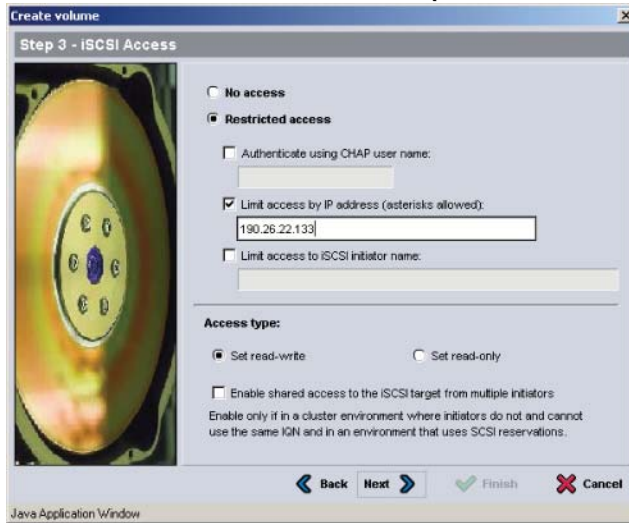 Create volume
Step 3 - iSCSI Access
No access
Restricted access
Authenticate using CHAP user name:
Limit access by IP address (asterisks allowed):
190.26.22.133
Limit access to iSCSI initiator name:
Access type:
Set read-write
Set read-only
Enable shared access to the iSCSI target from multiple initiators
Enable only if in a cluster environment where initiators do not and cannot
use the same IQN and in an environment that uses SCSI reservations.
Back Next Finish Cancel
Java Application Window